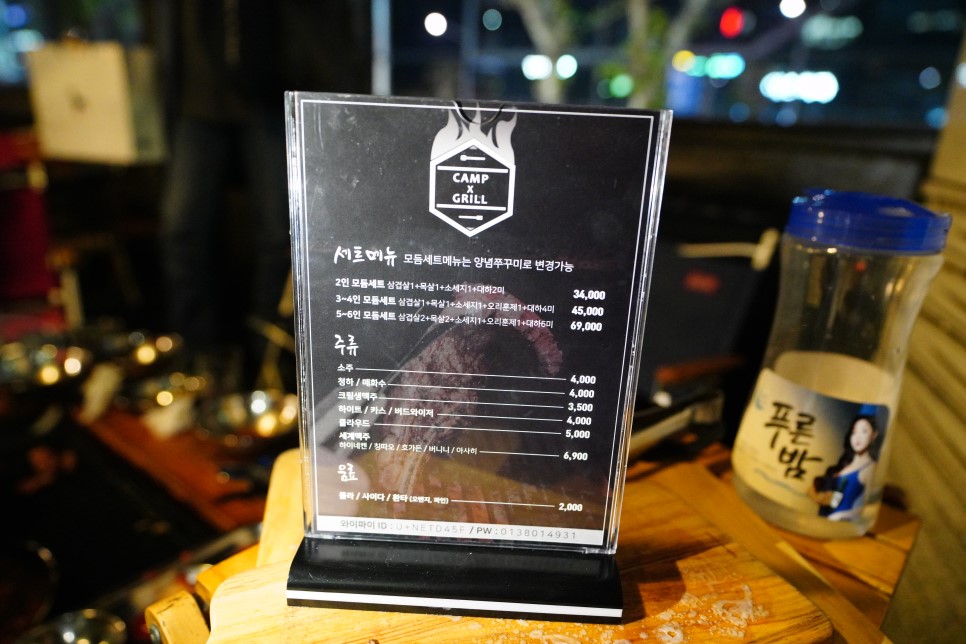 CAMP
X
GRILL
세트메뉴 모듬세트메뉴는 양념쭈꾸미로 변경가능
2인 모듬세트 삼겹살1+목살1+소세지1+대하2미 34,000
3~4인 모듬세트 삼겹살1+목살1+소세지1+오리훈제1+대하4미 45,000
5~6인 모듬세트 삼겹살2+목살2+소세지1+오리훈제1+대하6미 69,000
주류
소주 4,000
청하 / 매화수 4,000
크림생맥주 3,500
하이트 / 카스 / 버드와이저 4,000
클라우드 5,000
세계맥주
하이네켄 / 칭따오 / 호가든 / 버니니 / 아사히 6,900
음료
콜라 / 사이다 / 환타 (오렌지, 파인) 2,000
와이파이 ID : U+NETD45F / PW : 0138014931
푸른
밤